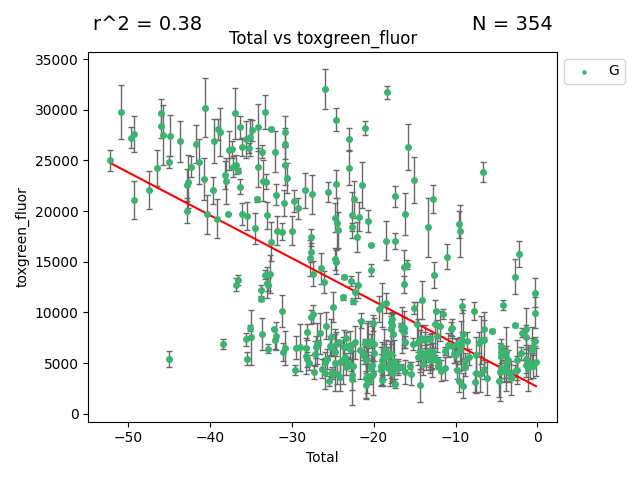 r^2 = 0.38
N = 354
Total vs toxgreen_fluor
35000
30000
25000
20000
15000
10000
5000
0
toxgreen_fluor
−50
−40
−30
−20
−10
0
Total
G